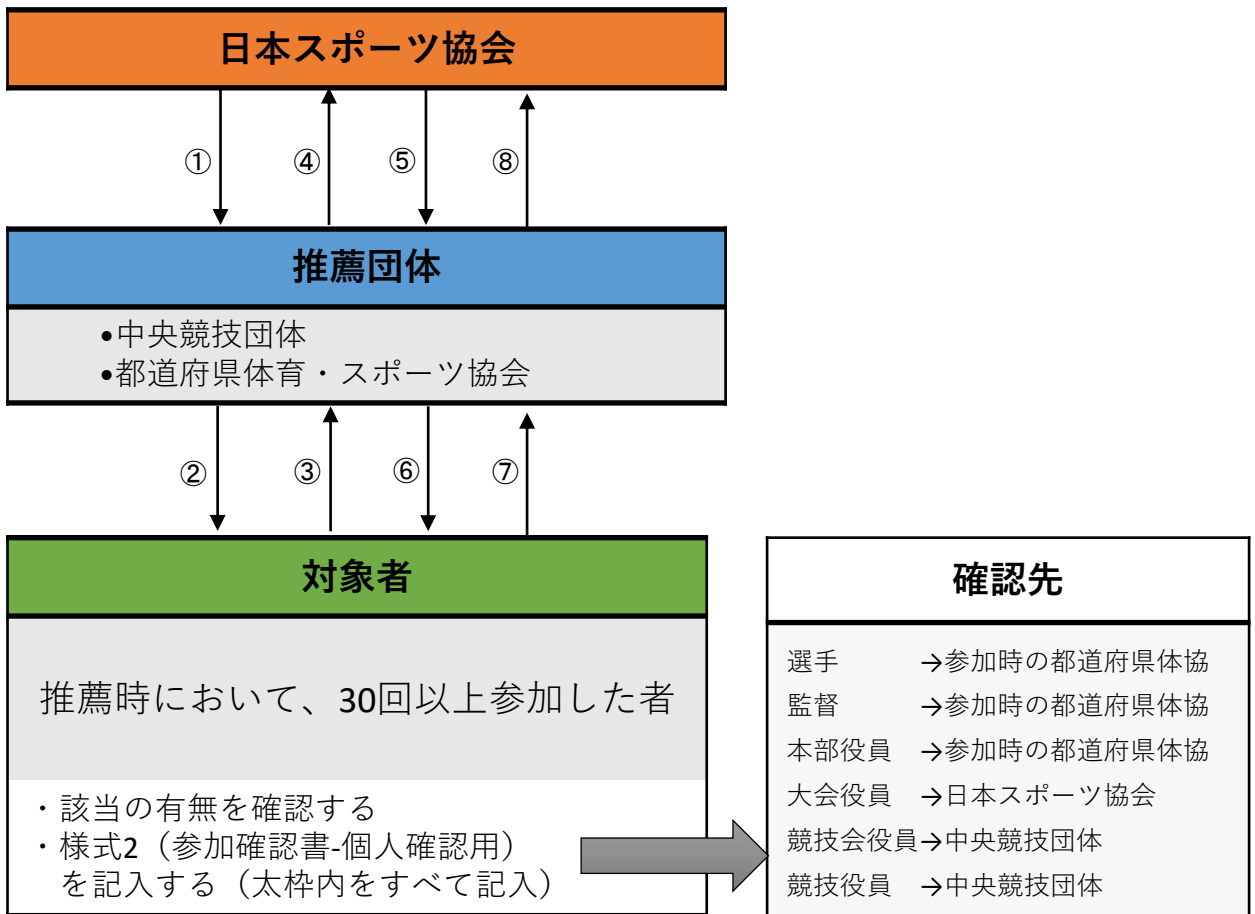 日本スポーツ協会
① ④ ⑤ ⑧
推薦団体
•中央競技団体
•都道府県体育・スポーツ協会
② ③ ⑥ ⑦
対象者
推薦時において、30回以上参加した者
・該当の有無を確認する
・様式2（参加確認書-個人確認用）
を記入する（太枠内をすべて記入）
確認先
選手 →参加時の都道府県体協
監督 →参加時の都道府県体協
本部役員 →参加時の都道府県体協
大会役員 →日本スポーツ協会
競技会役員→中央競技団体
競技役員 →中央競技団体